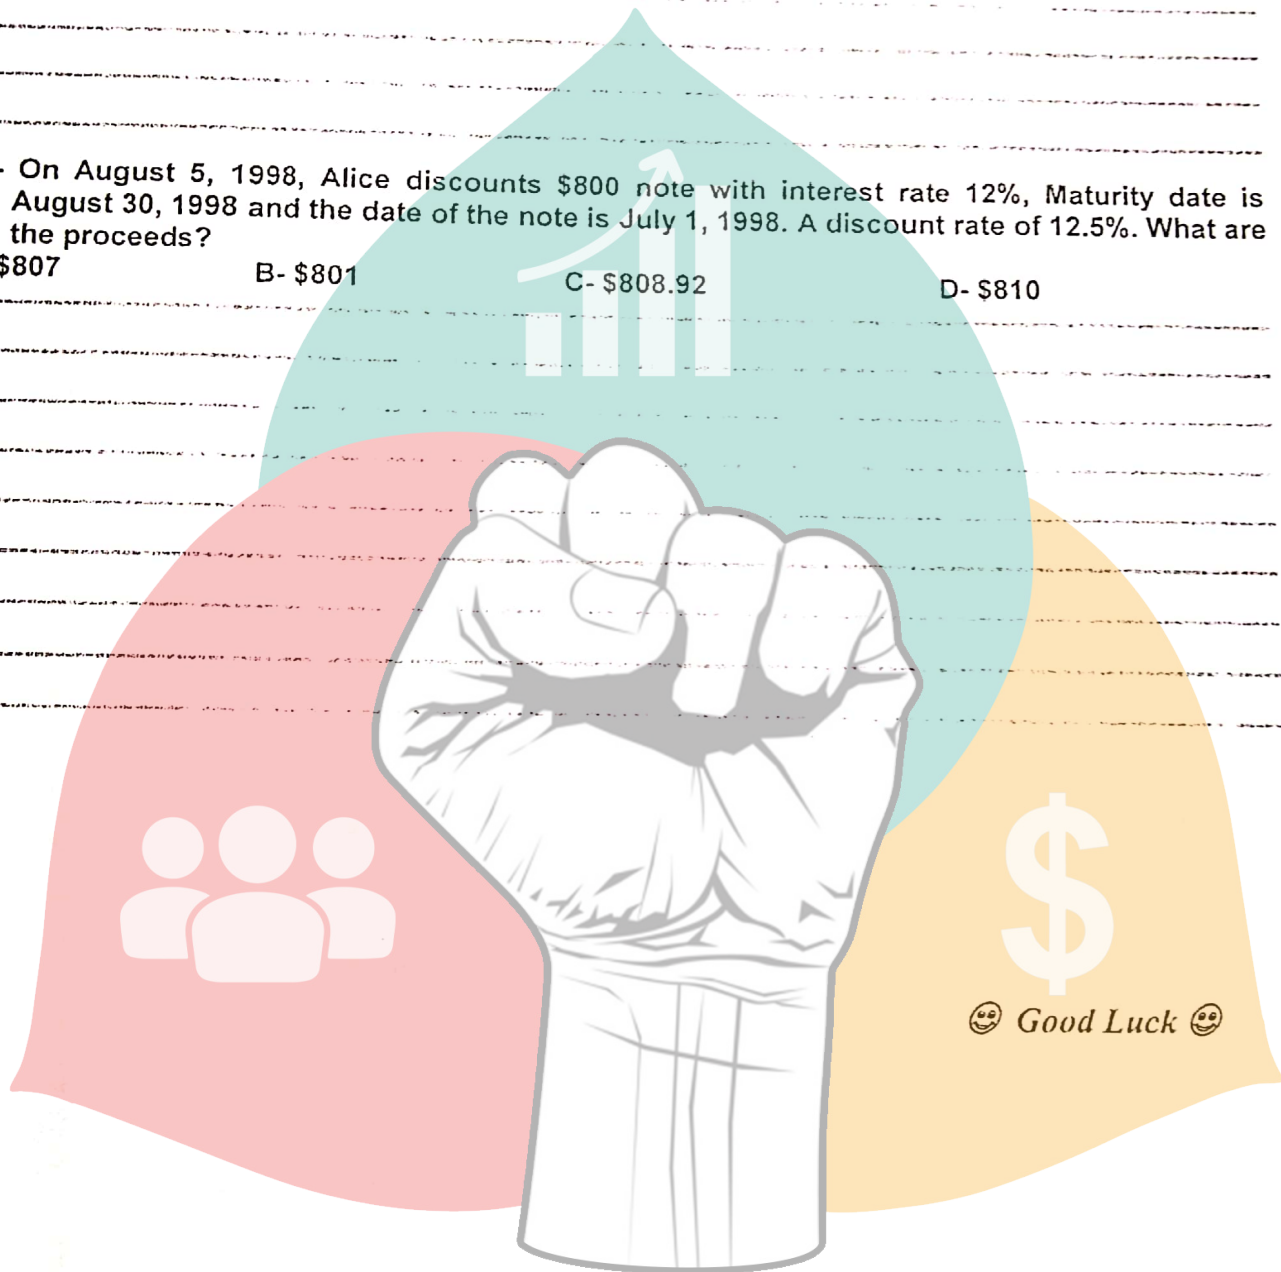 - On August 5, 1998, Alice discounts $800 note with interest rate 12%, Maturity date is
August 30, 1998 and the date of the note is July 1, 1998. A discount rate of 12.5%. What are
the proceeds?
$807 B- $801 C- $808.92 D- $810
$
☺ Good Luck ☺